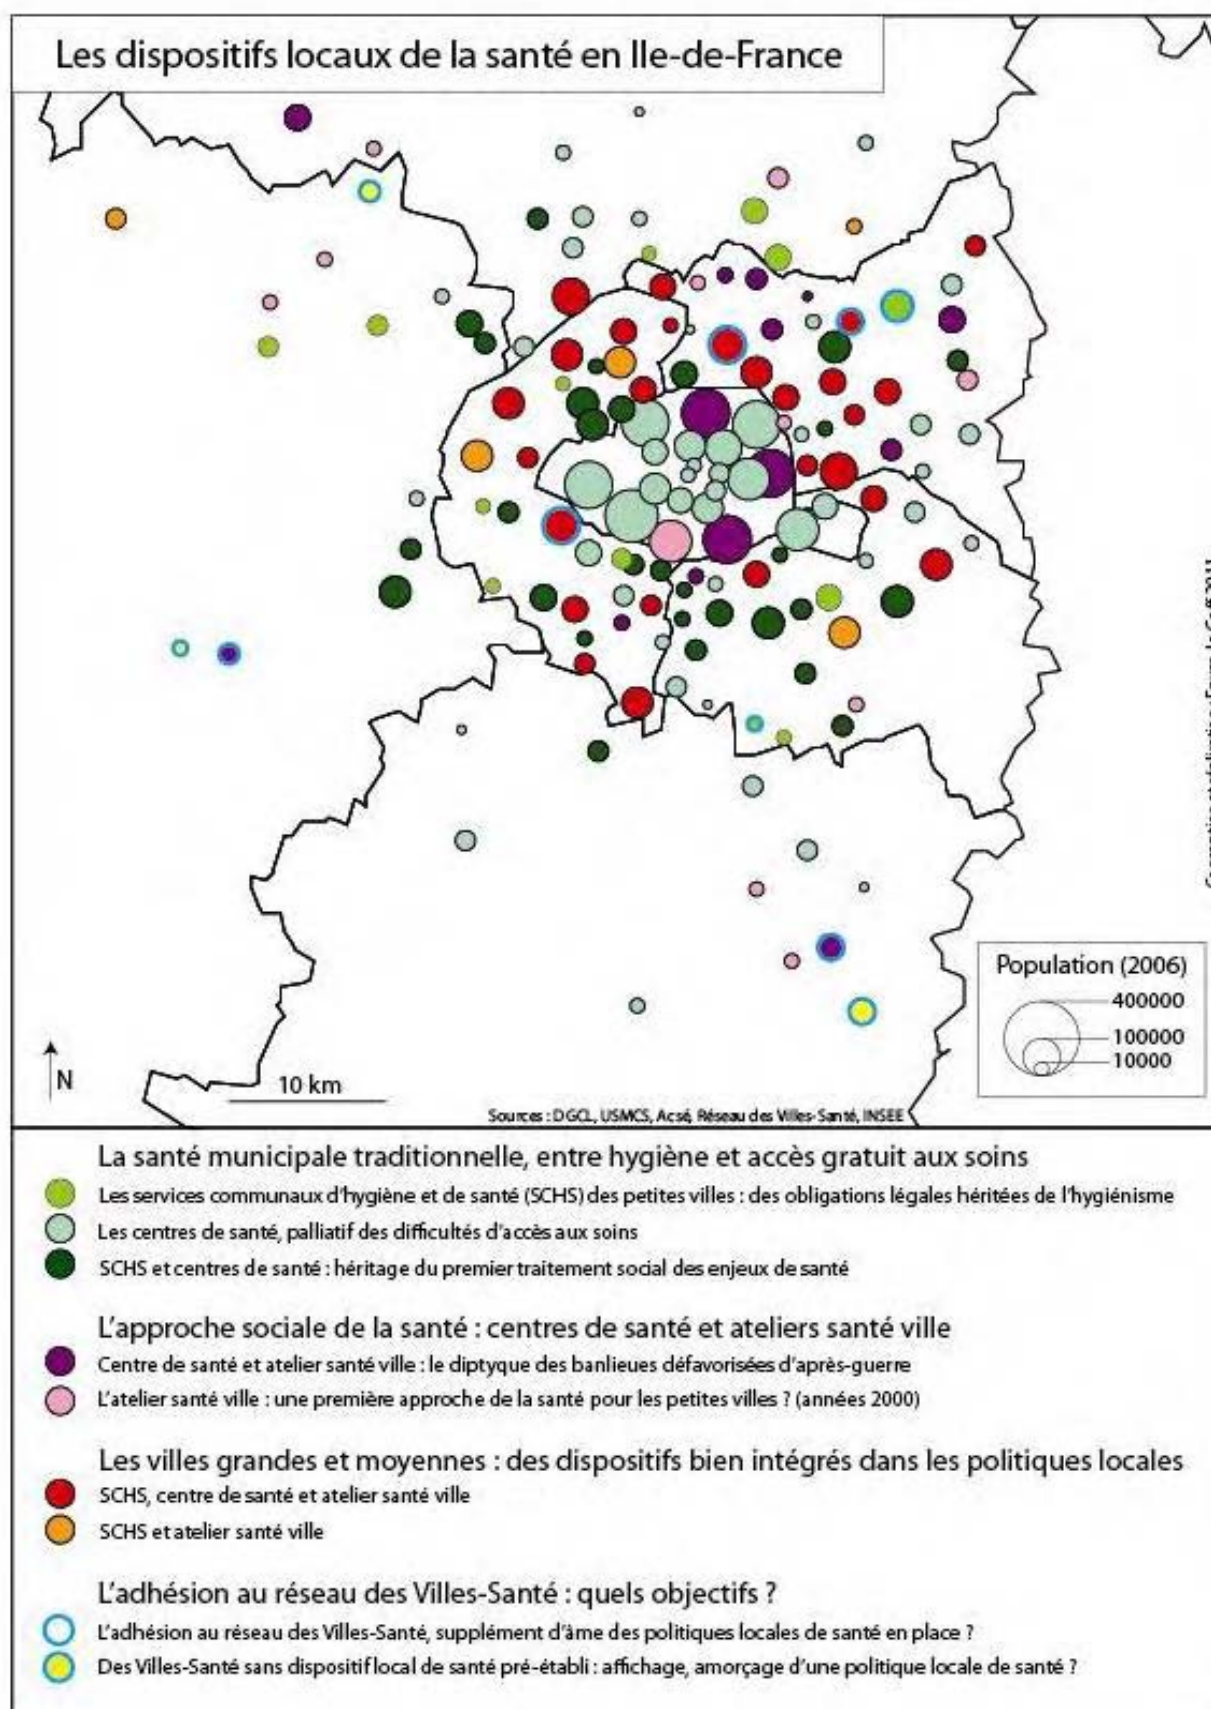 Les dispositifs locaux de la santé en Ile-de-France
Population (2006)
400000
100000
10000
N
10 km
Sources : DGCL, USMCS, Acsé, Réseau des Villes-Santé, INSEE
La santé municipale traditionnelle, entre hygiène et accès gratuit aux soins
Les services communaux d'hygiène et de santé (SCHS) des petites villes : des obligations légales héritées de l'hygiénisme
Les centres de santé, palliatif des difficultés d'accès aux soins
SCHS et centres de santé : héritage du premier traitement social des enjeux de santé
L'approche sociale de la santé : centres de santé et ateliers santé ville
Centre de santé et atelier santé ville : le diptyque des banlieues défavorisées d'après-guerre
L'atelier santé ville : une première approche de la santé pour les petites villes ? (années 2000)
Les villes grandes et moyennes : des dispositifs bien intégrés dans les politiques locales
SCHS, centre de santé et atelier santé ville
SCHS et atelier santé ville
L'adhésion au réseau des Villes-Santé : quels objectifs ?
L'adhésion au réseau des Villes-Santé, supplément d'âme des politiques locales de santé en place ?
Des Villes-Santé sans dispositif local de santé pré-établi : affichage, amorçage d'une politique locale de santé ?